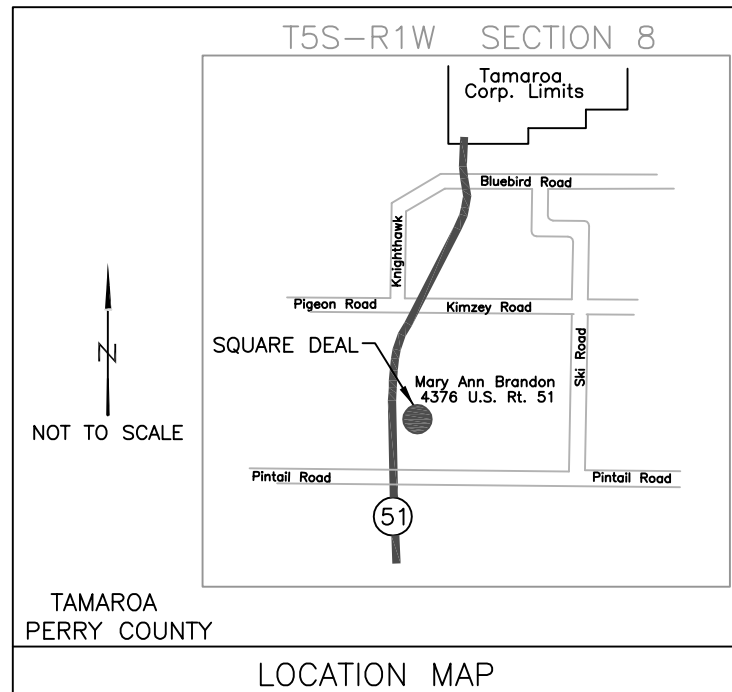 T5S-R1W SECTION 8
Tamaroa
Corp. Limits
Bluebird Road
Knighthawk
Pigeon Road
Kimzey Road
SQUARE DEAL
Ski Road
Mary Ann Brandon
4376 U.S. Rt. 51
N
NOT TO SCALE
Pintail Road
Pintail Road
51
TAMAROA
PERRY COUNTY
LOCATION MAP